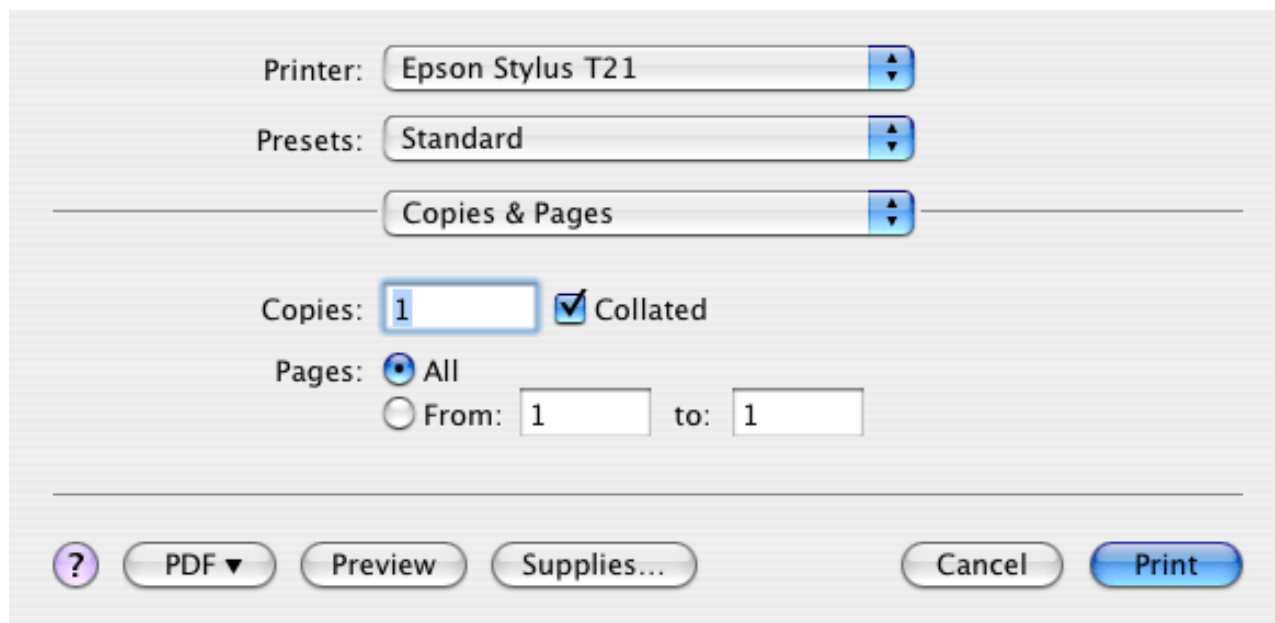 Printer: Epson Stylus T21
Presets: Standard
Copies & Pages
Copies: 1 Collated
Pages: All
From: 1 to: 1
? PDF ▼ Preview Supplies... Cancel Print